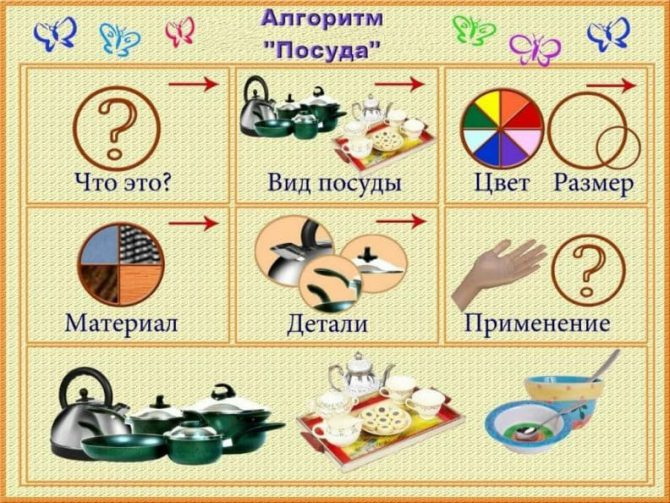 Алгоритм
"Посуда"
Что это?
Вид посуды
Цвет Размер
Материал
Детали
Применение